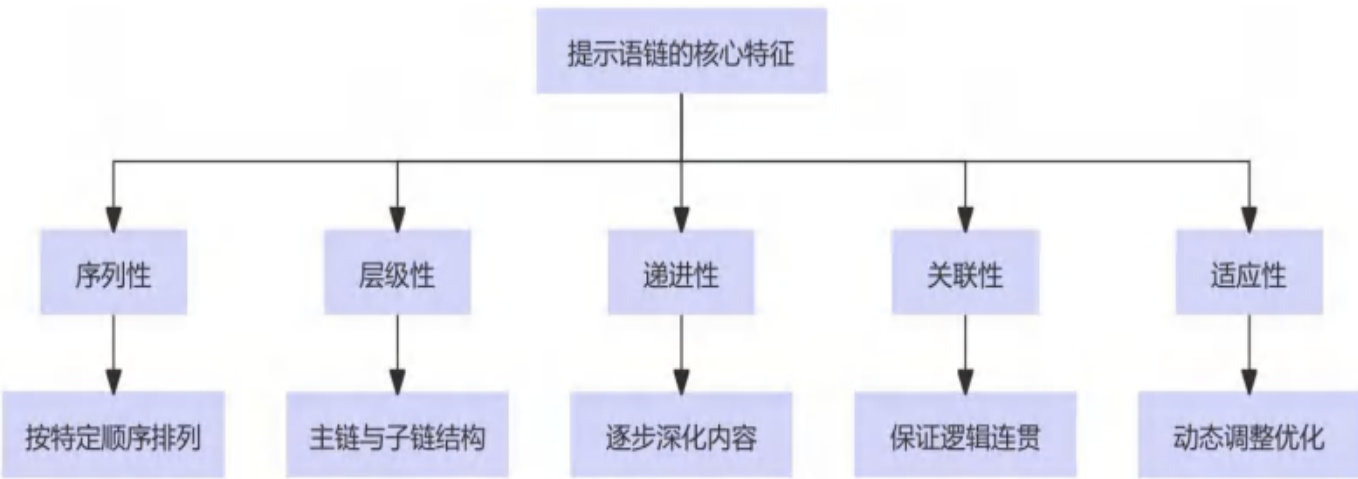 提示语链的核心特征
序列性
层级性
递进性
关联性
适应性
按特定顺序排列
主链与子链结构
逐步深化内容
保证逻辑连贯
动态调整优化